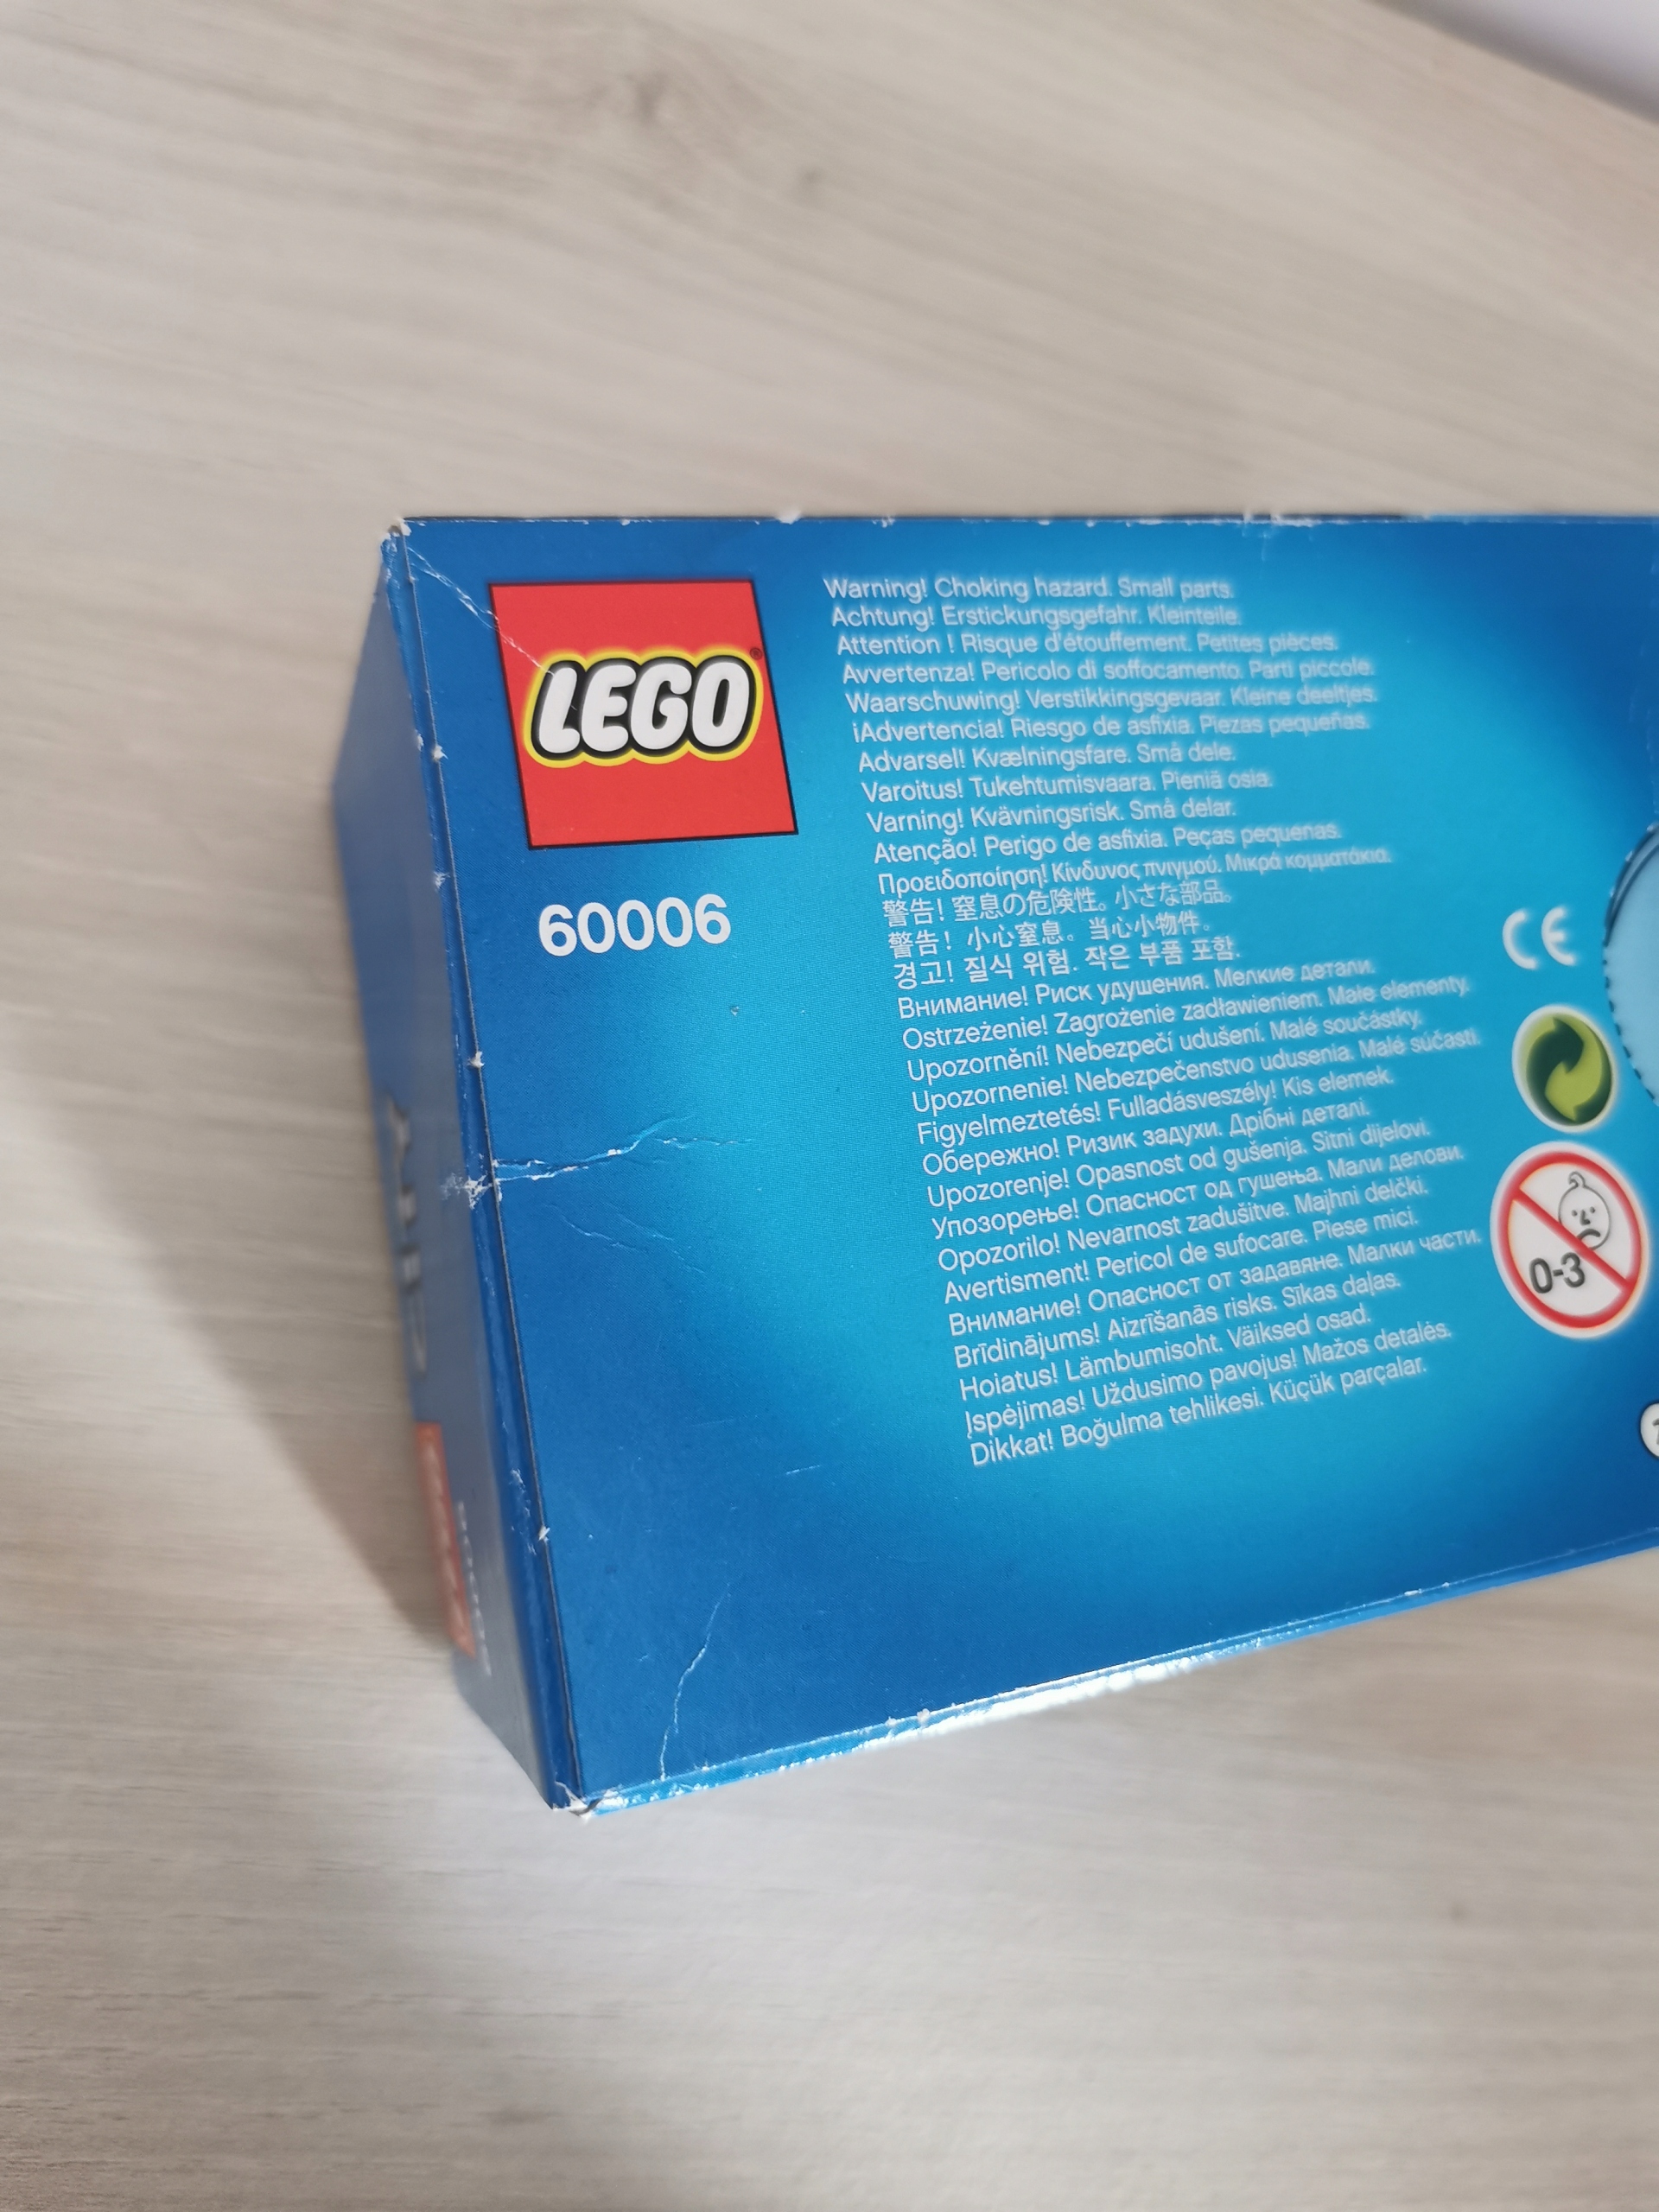 LEGO®
60006
Warning! Choking hazard. Small parts.
Achtung! Erstickungsgefahr. Kleinteile.
Attention ! Risque d'étouffement. Petites pièces.
Avvertenza! Pericolo di soffocamento. Parti piccole.
Waarschuwing! Verstikkingsgevaar. Kleine deeltjes.
¡Advertencia! Riesgo de asfixia. Piezas pequeñas.
Advarsel! Kvælningsfare. Små dele.
Varoitus! Tukehtumisvaara. Pieniä osia.
Varning! Kvävningsrisk. Små delar.
Atenção! Perigo de asfixia. Peças pequenas.
Προειδοποίηση! Κίνδυνος πνιγμού. Μικρά κομματάκια.
警告! 窒息の危険性。小さな部品。
警告! 小心窒息。当心小物件。
경고! 질식 위험. 작은 부품 포함.
Внимание! Риск удушения. Мелкие детали.
Ostrzeżenie! Zagrożenie zadławieniem. Małe elementy.
Upozornění! Nebezpečí udušení. Malé součástky.
Upozornenie! Nebezpečenstvo udusenia. Malé súčasti.
Figyelmeztetés! Fulladásveszély! Kis elemek.
Обережно! Ризик задухи. Дрібні деталі.
Upozorenje! Opasnost od gušenja. Sitni dijelovi.
Упозорење! Опасност од гушења. Мали делови.
Opozorilo! Nevarnost zadušitve. Majhni delčki.
Avertisment! Pericol de sufocare. Piese mici.
Внимание! Опасност от задавяне. Малки части.
Brīdinājums! Aizrīšanās risks. Sīkas daļas.
Hoiatus! Lämbumisoht. Väiksed osad.
Įspėjimas! Uždusimo pavojus! Mažos detalės.
Dikkat! Boğulma tehlikesi. Küçük parçalar.
CE
0-3